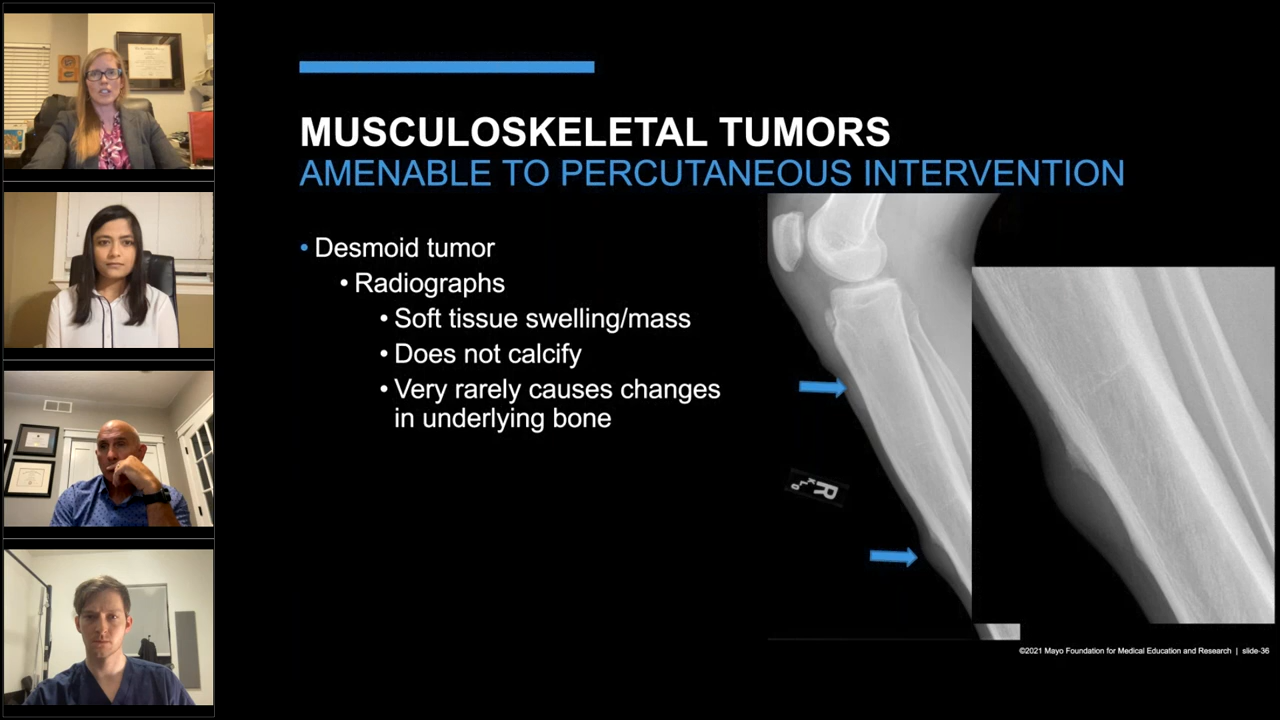 MUSCULOSKELETAL TUMORS
AMENABLE TO PERCUTANEOUS INTERVENTION
• Desmoid tumor
• Radiographs
• Soft tissue swelling/mass
• Does not calcify
• Very rarely causes changes
in underlying bone
R
©2021 Mayo Foundation for Medical Education and Research | slide-36